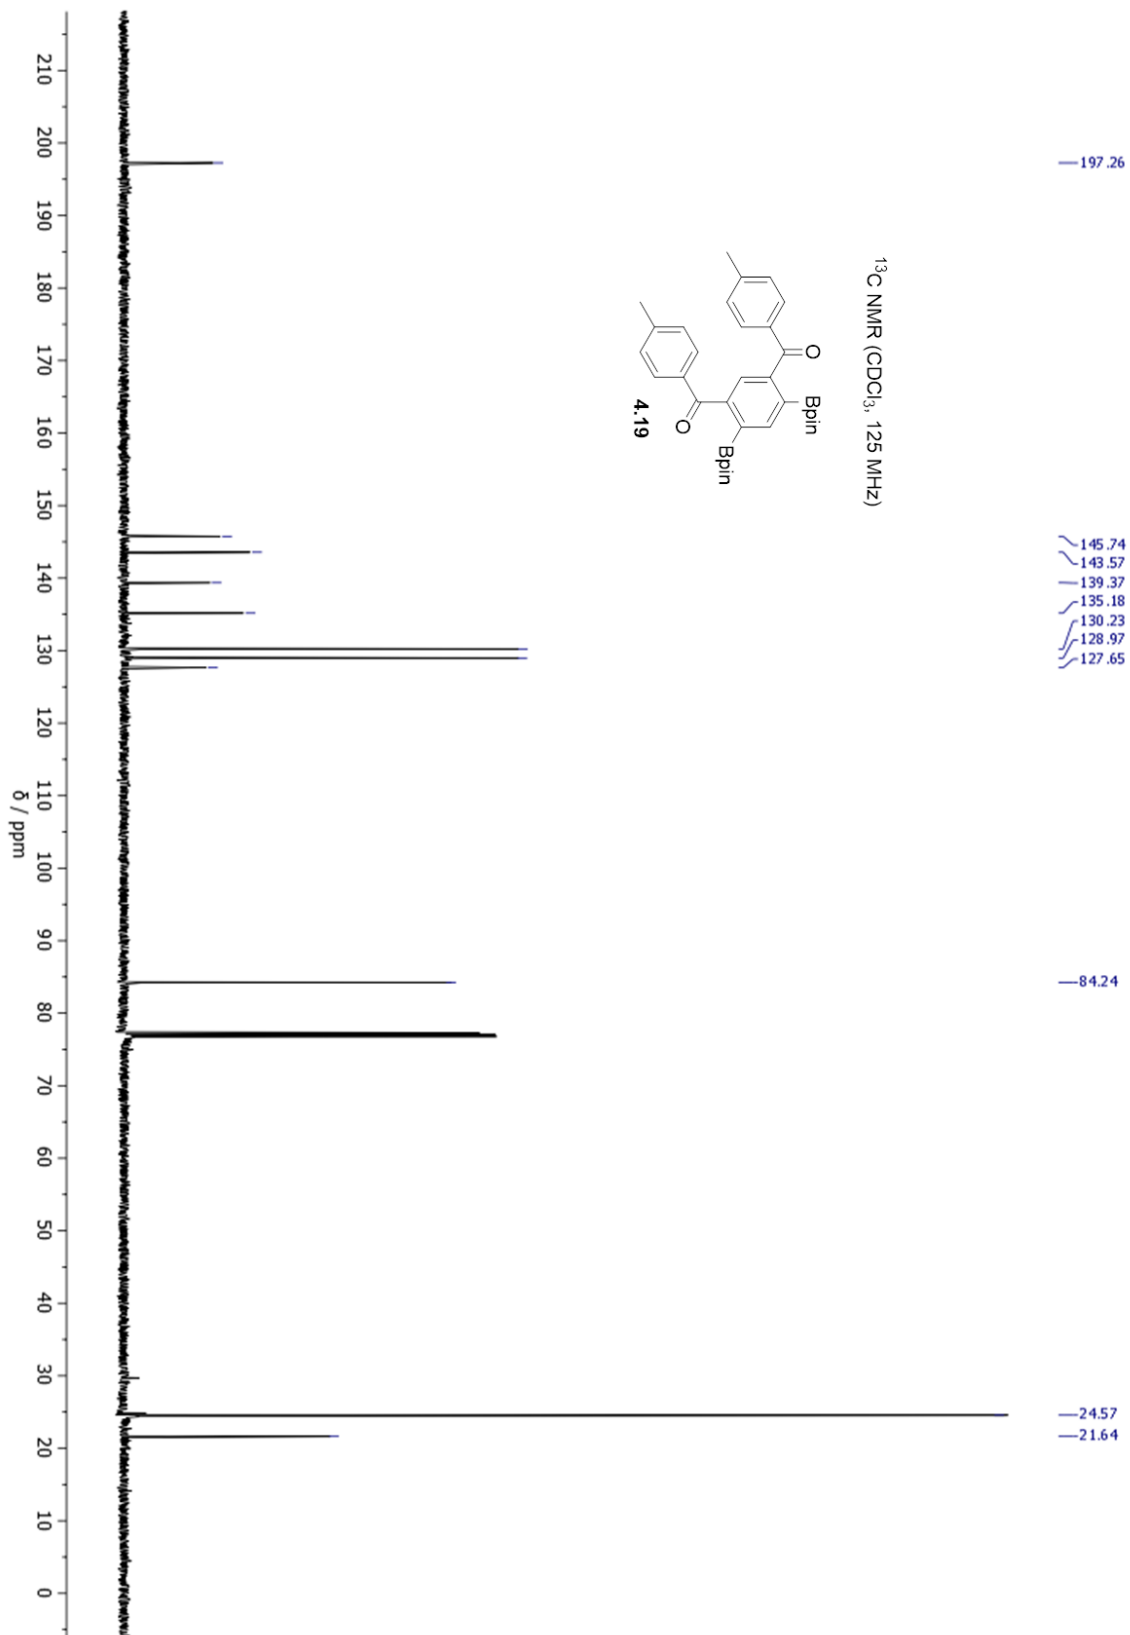 ¹³C NMR (CDCl₃, 125 MHz)
O
Bpin
Bpin
O
4.19
197.26
145.74
143.57
139.37
135.18
130.23
128.97
127.65
84.24
24.57
21.64
210 200 190 180 170 160 150 140 130 120 110 100 90 80 70 60 50 40 30 20 10 0
δ / ppm